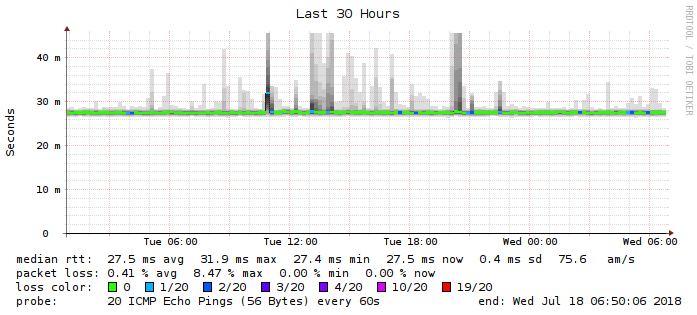 Last 30 Hours
RRDTOOL / TOBI OETIKER
Seconds
40 m
30 m
20 m
10 m
0
Tue 06:00 Tue 12:00 Tue 18:00 Wed 00:00 Wed 06:00
median rtt: 27.5 ms avg 31.9 ms max 27.4 ms min 27.5 ms now 0.4 ms sd 75.6 am/s
packet loss: 0.41 % avg 8.47 % max 0.00 % min 0.00 % now
loss color: 0 1/20 2/20 3/20 4/20 10/20 19/20
probe: 20 ICMP Echo Pings (56 Bytes) every 60s end: Wed Jul 18 06:50:06 2018